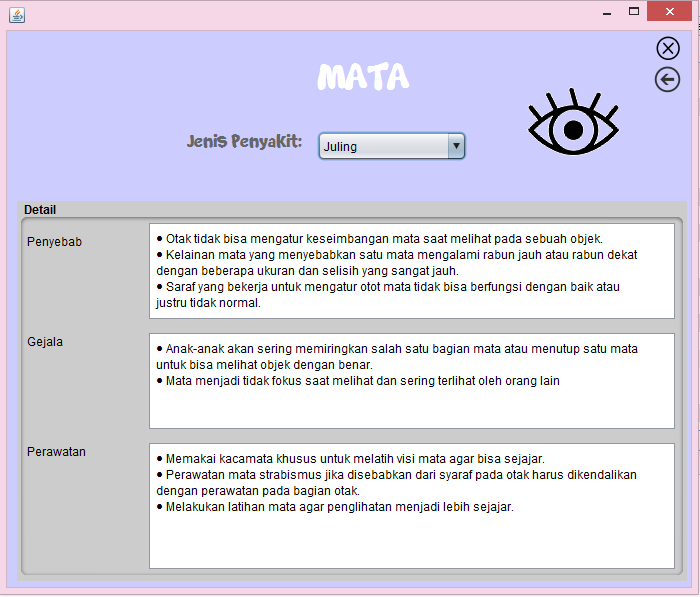 MATA
Jenis Penyakit:
Juling
Detail
Penyebab
● Otak tidak bisa mengatur keseimbangan mata saat melihat pada sebuah objek.
● Kelainan mata yang menyebabkan satu mata mengalami rabun jauh atau rabun dekat
dengan beberapa ukuran dan selisih yang sangat jauh.
● Saraf yang bekerja untuk mengatur otot mata tidak bisa berfungsi dengan baik atau
justru tidak normal.
Gejala
● Anak-anak akan sering memiringkan salah satu bagian mata atau menutup satu mata
untuk bisa melihat objek dengan benar.
● Mata menjadi tidak fokus saat melihat dan sering terlihat oleh orang lain
Perawatan
● Memakai kacamata khusus untuk melatih visi mata agar bisa sejajar.
● Perawatan mata strabismus jika disebabkan dari syaraf pada otak harus dikendalikan
dengan perawatan pada bagian otak.
● Melakukan latihan mata agar penglihatan menjadi lebih sejajar.